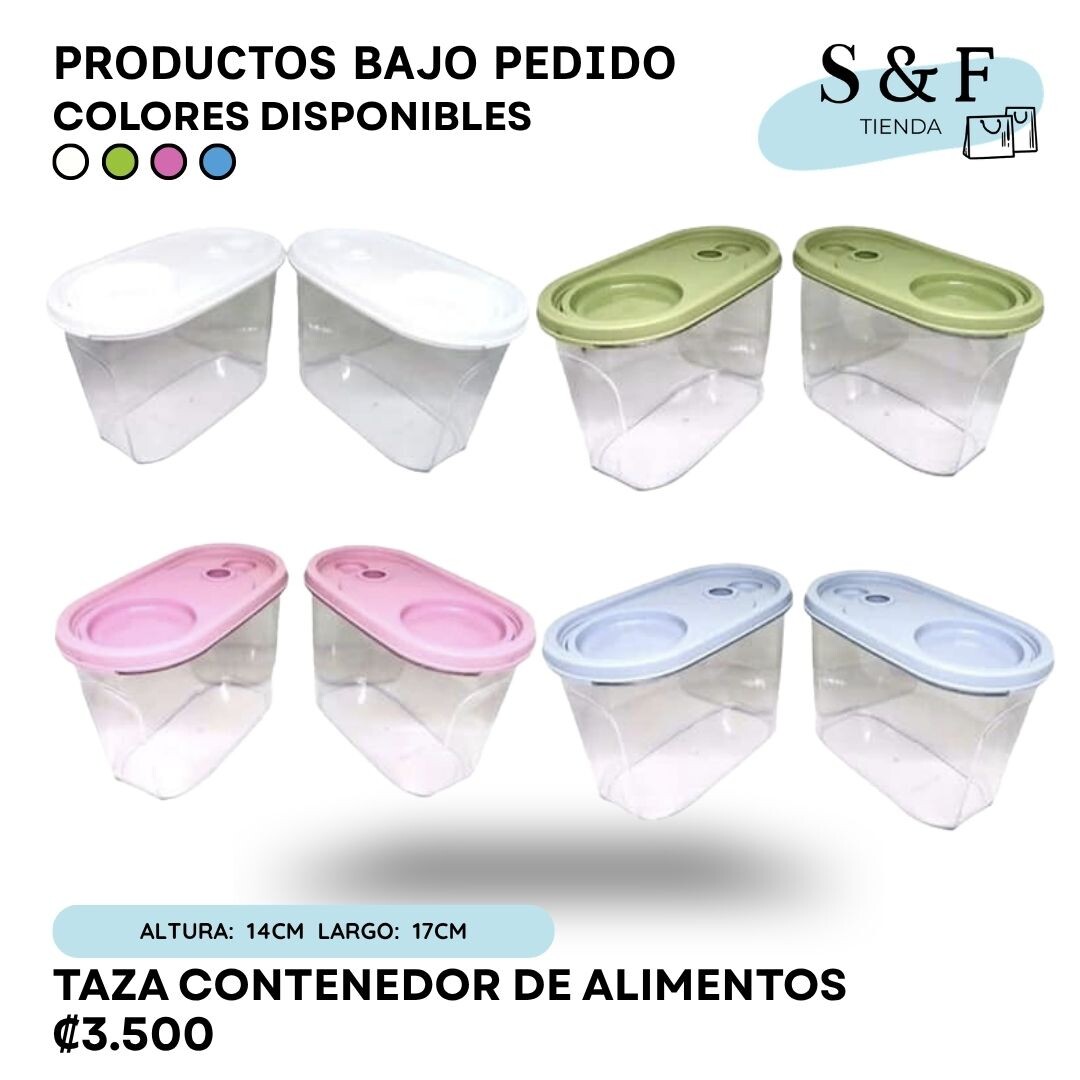 PRODUCTOS BAJO PEDIDO
COLORES DISPONIBLES
S & F
TIENDA
ALTURA: 14CM LARGO: 17CM
TAZA CONTENEDOR DE ALIMENTOS
₡3.500